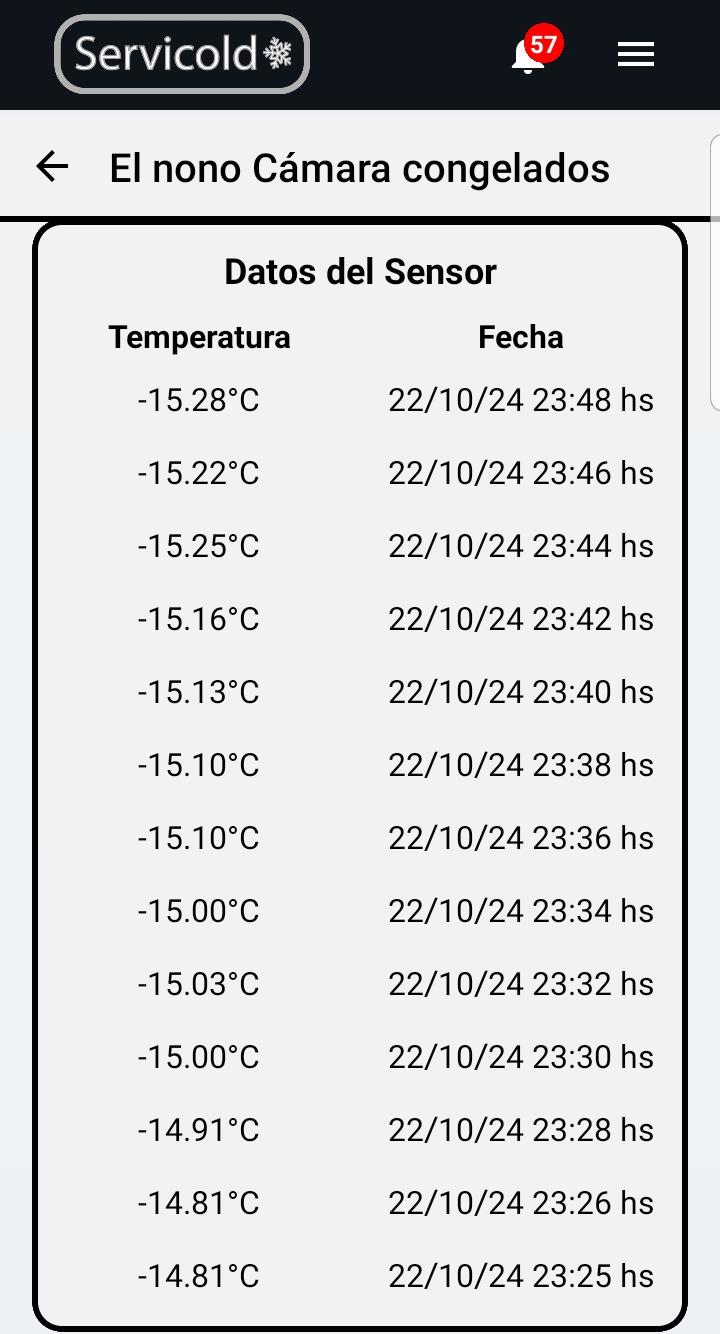 Servicold
57
El nono Cámara congelados
Datos del Sensor
Temperatura Fecha
-15.28°C 22/10/24 23:48 hs
-15.22°C 22/10/24 23:46 hs
-15.25°C 22/10/24 23:44 hs
-15.16°C 22/10/24 23:42 hs
-15.13°C 22/10/24 23:40 hs
-15.10°C 22/10/24 23:38 hs
-15.10°C 22/10/24 23:36 hs
-15.00°C 22/10/24 23:34 hs
-15.03°C 22/10/24 23:32 hs
-15.00°C 22/10/24 23:30 hs
-14.91°C 22/10/24 23:28 hs
-14.81°C 22/10/24 23:26 hs
-14.81°C 22/10/24 23:25 hs